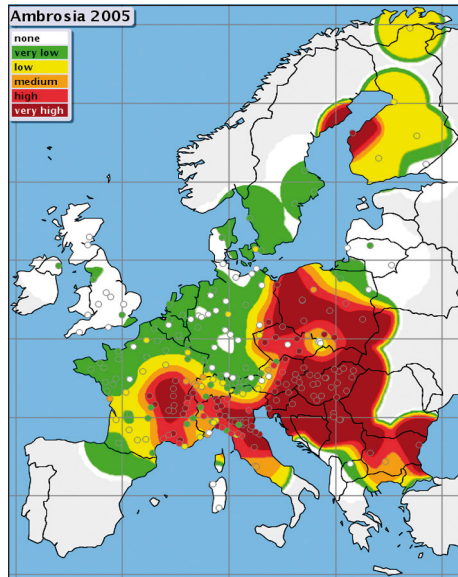 Ambrosia 2005
none
very low
low
medium
high
very high